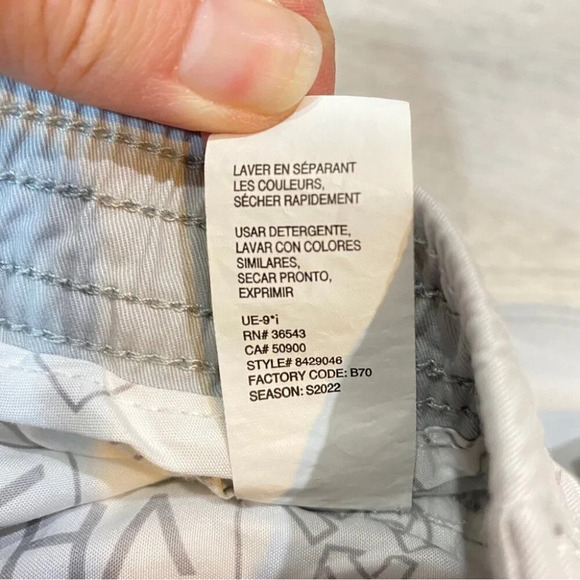 LAVER EN SÉPARANT
LES COULEURS,
SÉCHER RAPIDEMENT
USAR DETERGENTE,
LAVAR CON COLORES
SIMILARES,
SECAR PRONTO,
EXPRIMIR
UE-9*i
RN# 36543
CA# 50900
STYLE# 8429046
FACTORY CODE: B70
SEASON: S2022